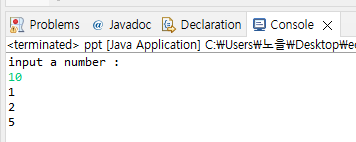 Problems @ Javadoc Declaration Console
<terminated> ppt [Java Application] C:₩Users₩노을₩Desktop₩e
input a number :
10
1
2
5